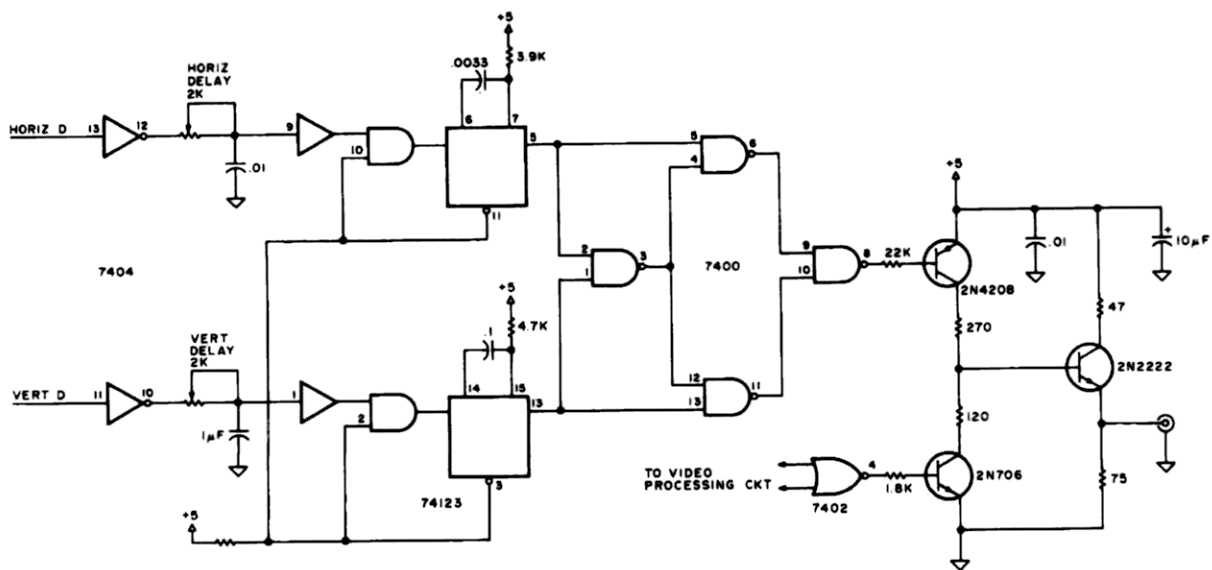 +5
3.9K
.0033
HORIZ
DELAY
2K
6
7
HORIZ D
13
12
9
10
5
11
.01
5
4
6
+5
7404
2
1
3
7400
9
10
8
22K
2N4208
.01
+
10µF
270
47
+5
4.7K
.1
VERT
DELAY
2K
14
15
2N2222
VERT D
11
10
1
2
13
12
13
11
1µF
3
120
TO VIDEO
PROCESSING CKT
4
1.8K
2N706
75
74123
7402
+5